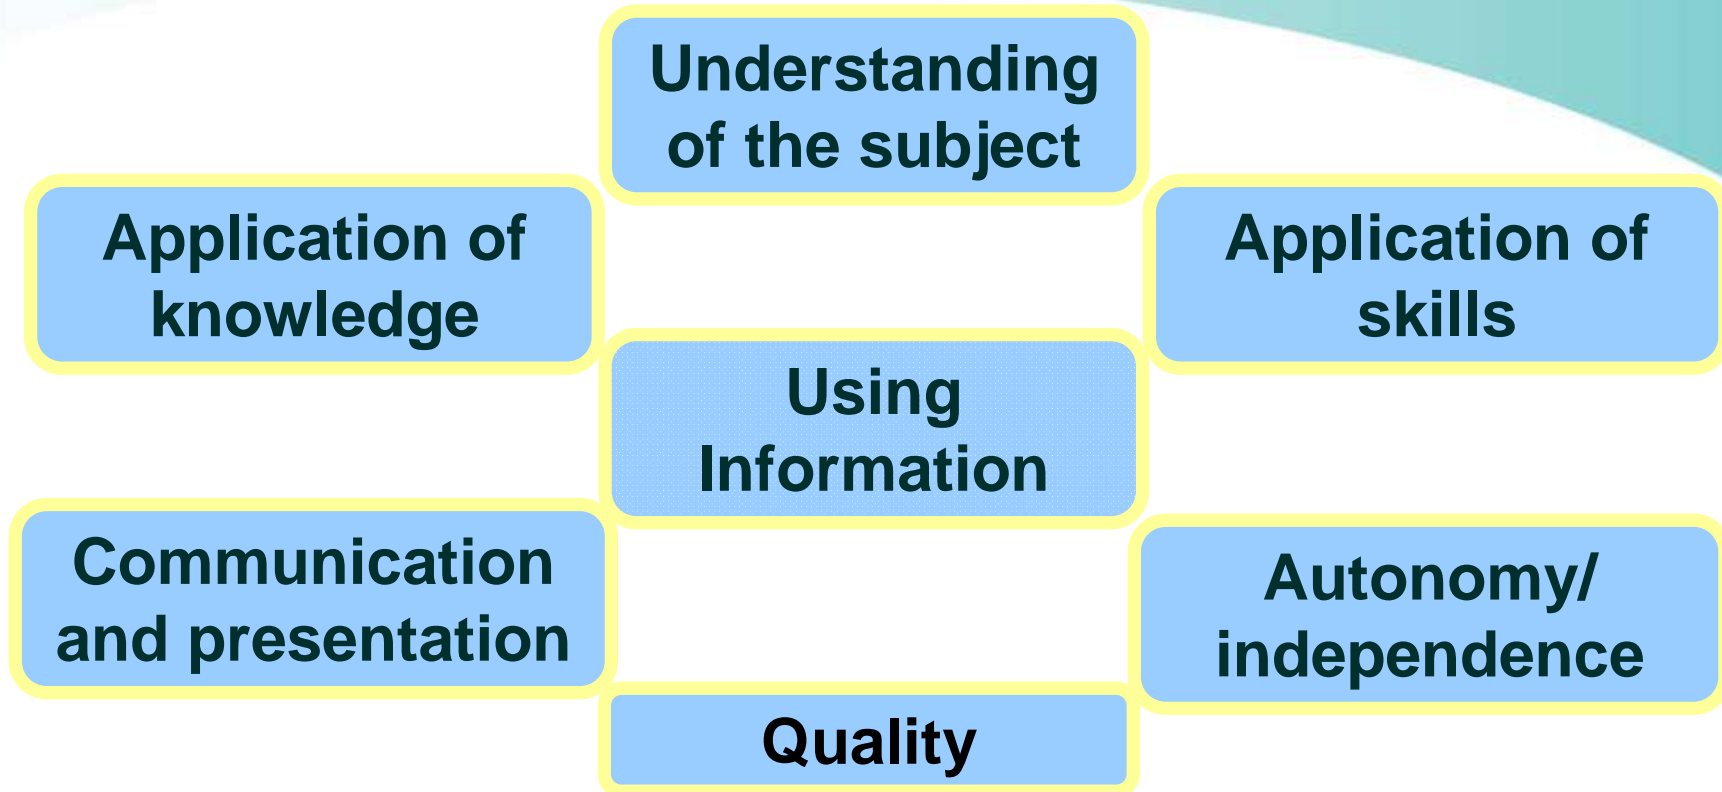 Understanding
of the subject
Application of
knowledge
Application of
skills
Using
Information
Communication
and presentation
Autonomy/
independence
Quality